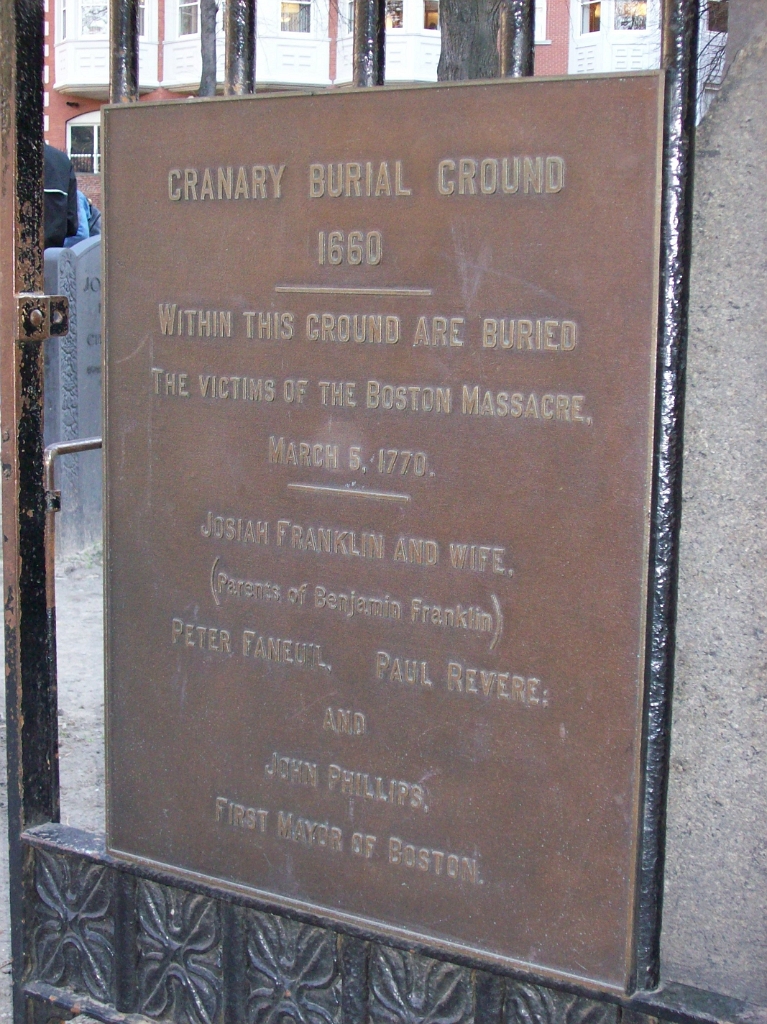 GRANARY BURIAL GROUND
1660
WITHIN THIS GROUND ARE BURIED
THE VICTIMS OF THE BOSTON MASSACRE,
MARCH 5, 1770.
JOSIAH FRANKLIN AND WIFE,
(Parents of Benjamin Franklin)
PETER FANEUIL, PAUL REVERE;
AND
JOHN PHILLIPS,
FIRST MAYOR OF BOSTON.